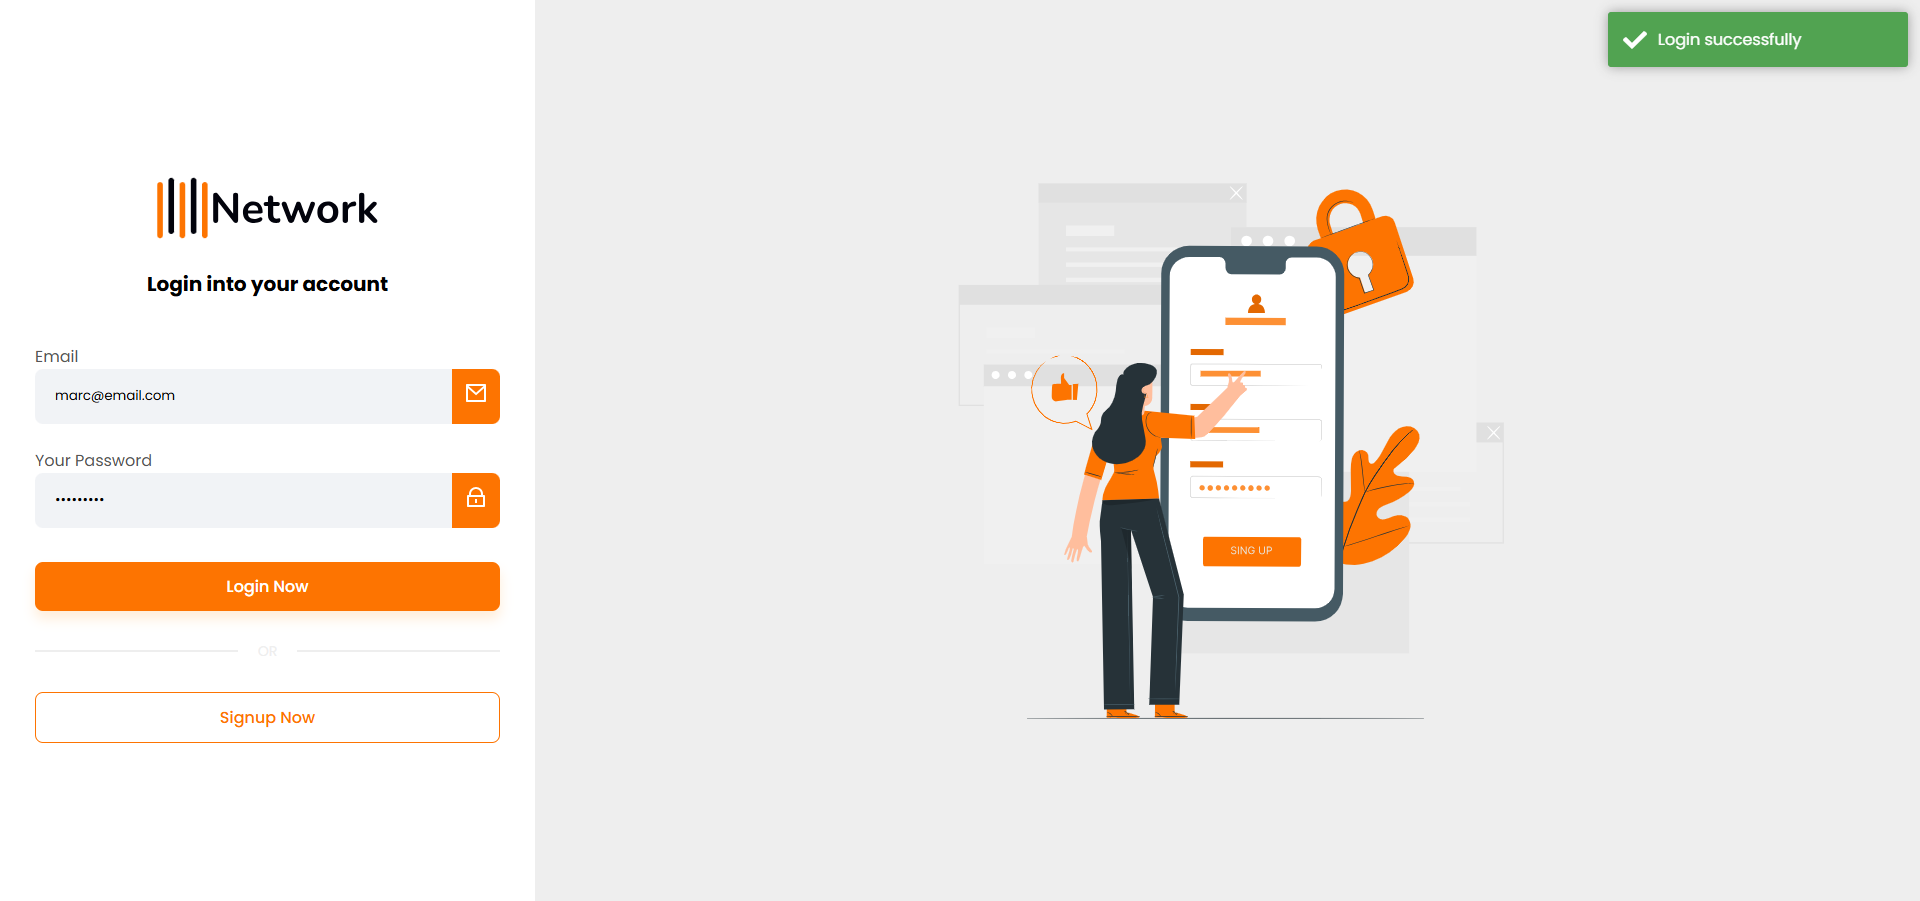 Login successfully
Network
Login into your account
Email
marc@email.com
Your Password
•••••••••
Login Now
OR
Signup Now
SING UP